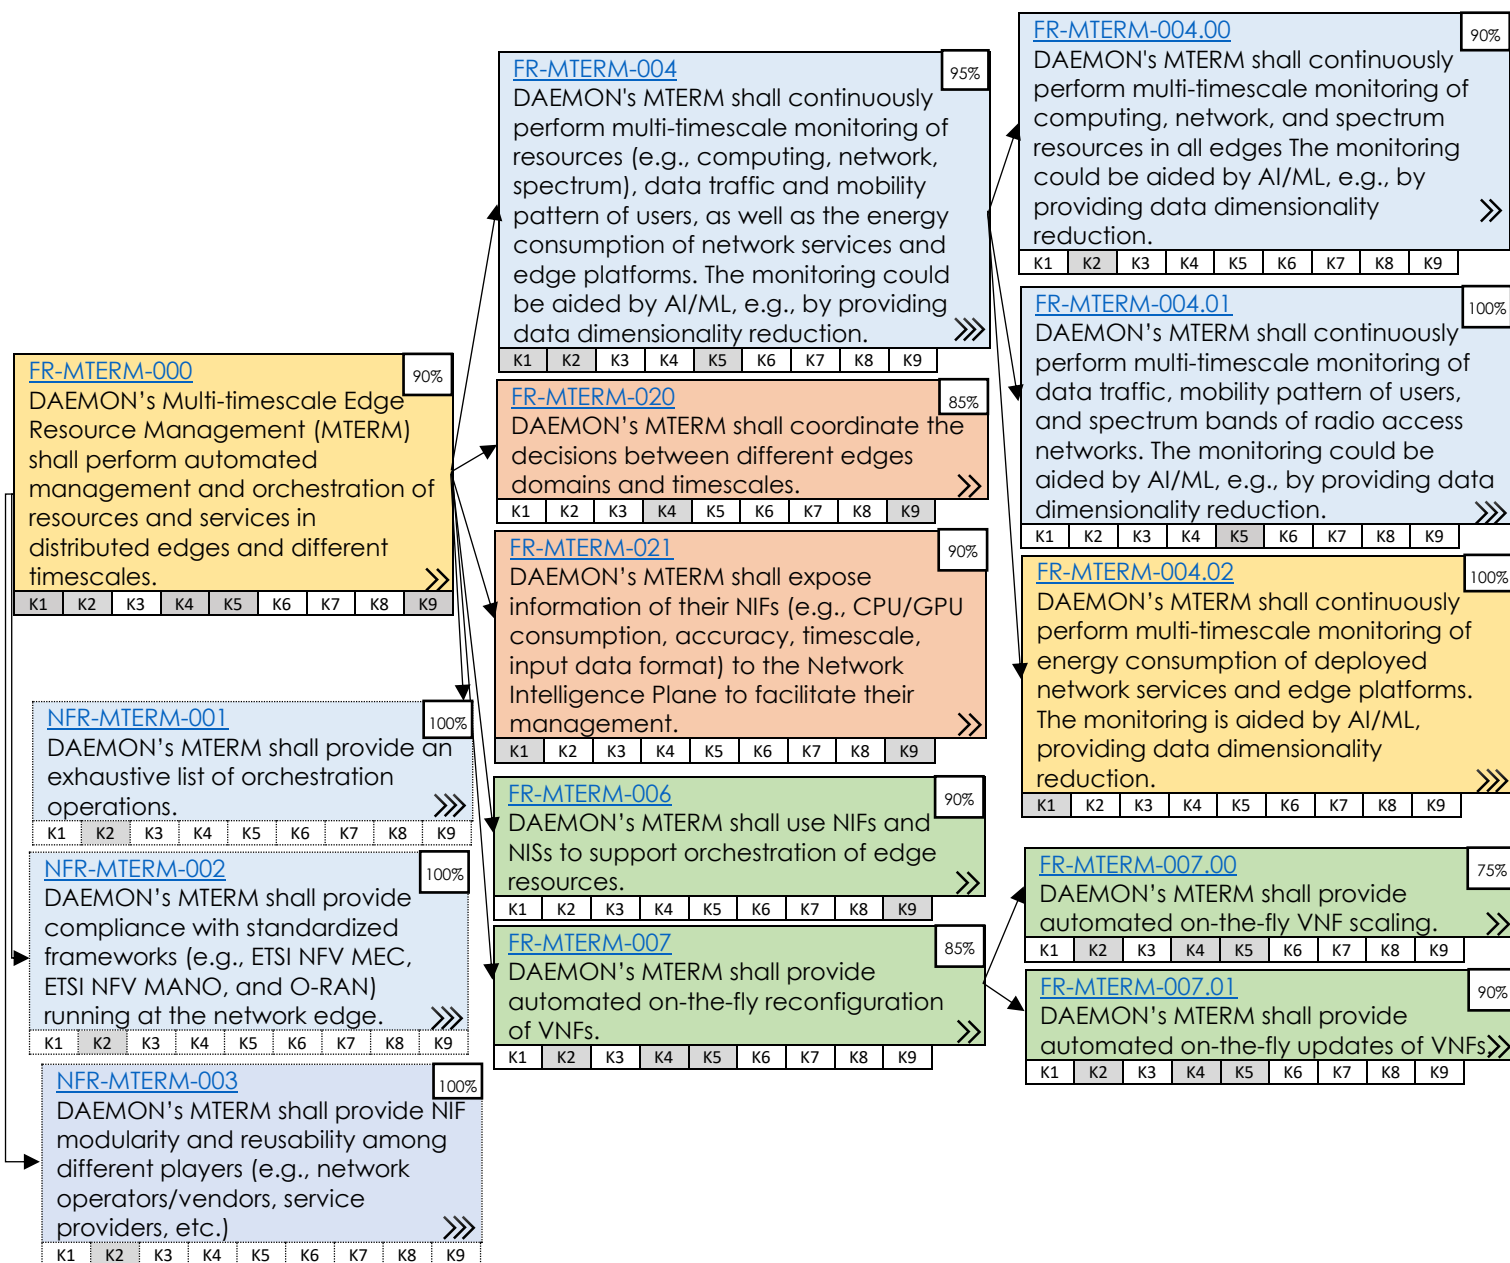 FR-MTERM-000
90%
DAEMON’s Multi-timescale Edge
Resource Management (MTERM)
shall perform automated
management and orchestration of
resources and services in
distributed edges and different
timescales.
K1 K2 K3 K4 K5 K6 K7 K8 K9
NFR-MTERM-001
100%
DAEMON’s MTERM shall provide an
exhaustive list of orchestration
operations.
K1 K2 K3 K4 K5 K6 K7 K8 K9
NFR-MTERM-002
100%
DAEMON’s MTERM shall provide
compliance with standardized
frameworks (e.g., ETSI NFV MEC,
ETSI NFV MANO, and O-RAN)
running at the network edge.
K1 K2 K3 K4 K5 K6 K7 K8 K9
NFR-MTERM-003
100%
DAEMON’s MTERM shall provide NIF
modularity and reusability among
different players (e.g., network
operators/vendors, service
providers, etc.)
K1 K2 K3 K4 K5 K6 K7 K8 K9
FR-MTERM-004
95%
DAEMON's MTERM shall continuously
perform multi-timescale monitoring of
resources (e.g., computing, network,
spectrum), data traffic and mobility
pattern of users, as well as the energy
consumption of network services and
edge platforms. The monitoring could
be aided by AI/ML, e.g., by providing
data dimensionality reduction.
K1 K2 K3 K4 K5 K6 K7 K8 K9
FR-MTERM-020
85%
DAEMON’s MTERM shall coordinate the
decisions between different edges
domains and timescales.
K1 K2 K3 K4 K5 K6 K7 K8 K9
FR-MTERM-021
90%
DAEMON’s MTERM shall expose
information of their NIFs (e.g., CPU/GPU
consumption, accuracy, timescale,
input data format) to the Network
Intelligence Plane to facilitate their
management.
K1 K2 K3 K4 K5 K6 K7 K8 K9
FR-MTERM-006
90%
DAEMON’s MTERM shall use NIFs and
NISs to support orchestration of edge
resources.
K1 K2 K3 K4 K5 K6 K7 K8 K9
FR-MTERM-007
85%
DAEMON’s MTERM shall provide
automated on-the-fly reconfiguration
of VNFs.
K1 K2 K3 K4 K5 K6 K7 K8 K9
FR-MTERM-004.00
90%
DAEMON's MTERM shall continuously
perform multi-timescale monitoring of
computing, network, and spectrum
resources in all edges The monitoring
could be aided by AI/ML, e.g., by
providing data dimensionality
reduction.
K1 K2 K3 K4 K5 K6 K7 K8 K9
FR-MTERM-004.01
100%
DAEMON’s MTERM shall continuously
perform multi-timescale monitoring of
data traffic, mobility pattern of users,
and spectrum bands of radio access
networks. The monitoring could be
aided by AI/ML, e.g., by providing data
dimensionality reduction.
K1 K2 K3 K4 K5 K6 K7 K8 K9
FR-MTERM-004.02
100%
DAEMON’s MTERM shall continuously
perform multi-timescale monitoring of
energy consumption of deployed
network services and edge platforms.
The monitoring is aided by AI/ML,
providing data dimensionality
reduction.
K1 K2 K3 K4 K5 K6 K7 K8 K9
FR-MTERM-007.00
75%
DAEMON’s MTERM shall provide
automated on-the-fly VNF scaling.
K1 K2 K3 K4 K5 K6 K7 K8 K9
FR-MTERM-007.01
90%
DAEMON’s MTERM shall provide
automated on-the-fly updates of VNFs
K1 K2 K3 K4 K5 K6 K7 K8 K9